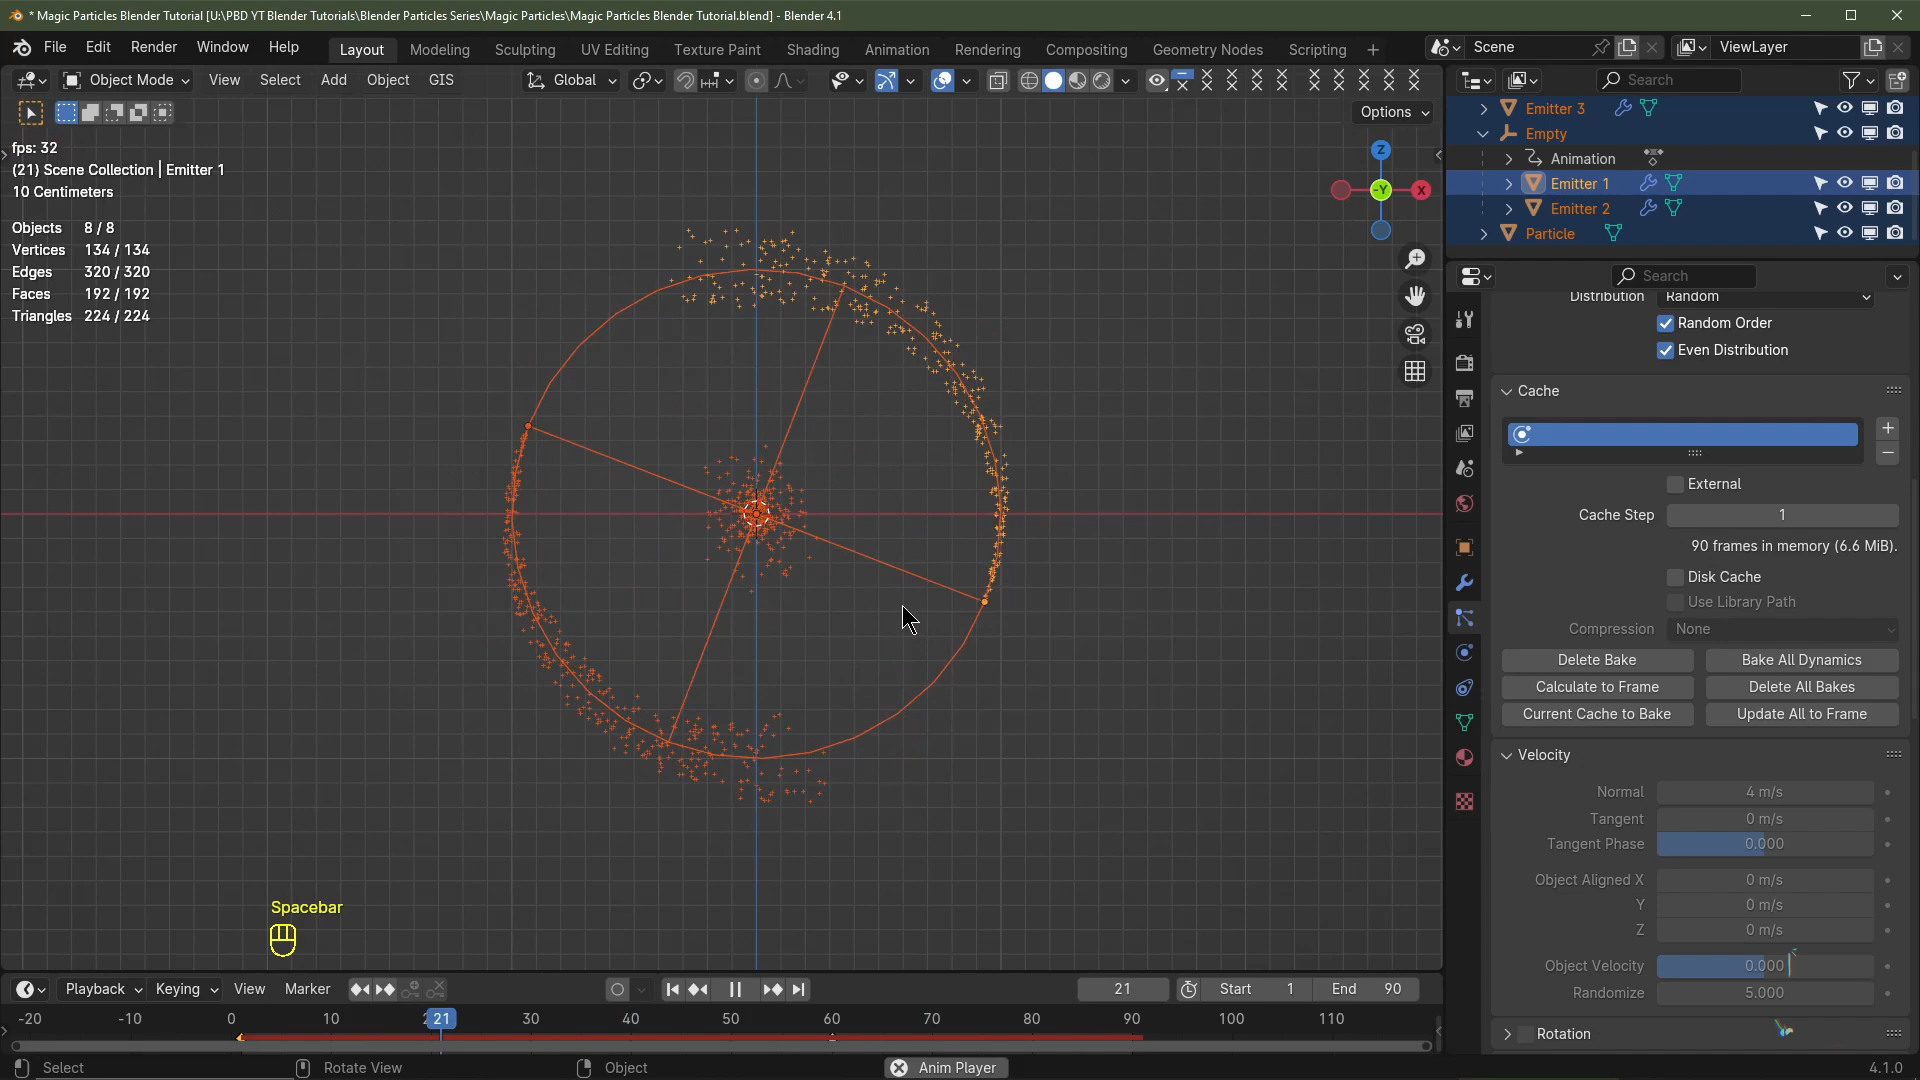 * Magic Particles Blender Tutorial [U:\PBD YT Blender Tutorials\Blender Particles Series\Magic Particles\Magic Particles Blender Tutorial.blend] - Blender 4.1
File Edit Render Window Help Layout Modeling Sculpting UV Editing Texture Paint Shading Animation Rendering Compositing Geometry Nodes Scripting + Scene ViewLayer
Object Mode View Select Add Object GIS Global Search
Options
fps: 32
(21) Scene Collection | Emitter 1
10 Centimeters
Objects 8 / 8
Vertices 134 / 134
Edges 320 / 320
Faces 192 / 192
Triangles 224 / 224
Z
-Y
X
Emitter 3
Empty
Animation
Emitter 1
Emitter 2
Particle
Search
Distribution Random
Random Order
Even Distribution
Cache
External
Cache Step 1
90 frames in memory (6.6 MiB).
Disk Cache
Use Library Path
Compression None
Delete Bake Bake All Dynamics
Calculate to Frame Delete All Bakes
Current Cache to Bake Update All to Frame
Velocity
Normal 4 m/s
Tangent 0 m/s
Tangent Phase 0.000
Object Aligned X 0 m/s
Y 0 m/s
Z 0 m/s
Object Velocity 0.000
Randomize 5.000
Rotation
Spacebar
Playback Keying View Marker 21 Start 1 End 90
-20 -10 0 10 21 30 40 50 60 70 80 90 100 110
Select Rotate View Object Anim Player 4.1.0